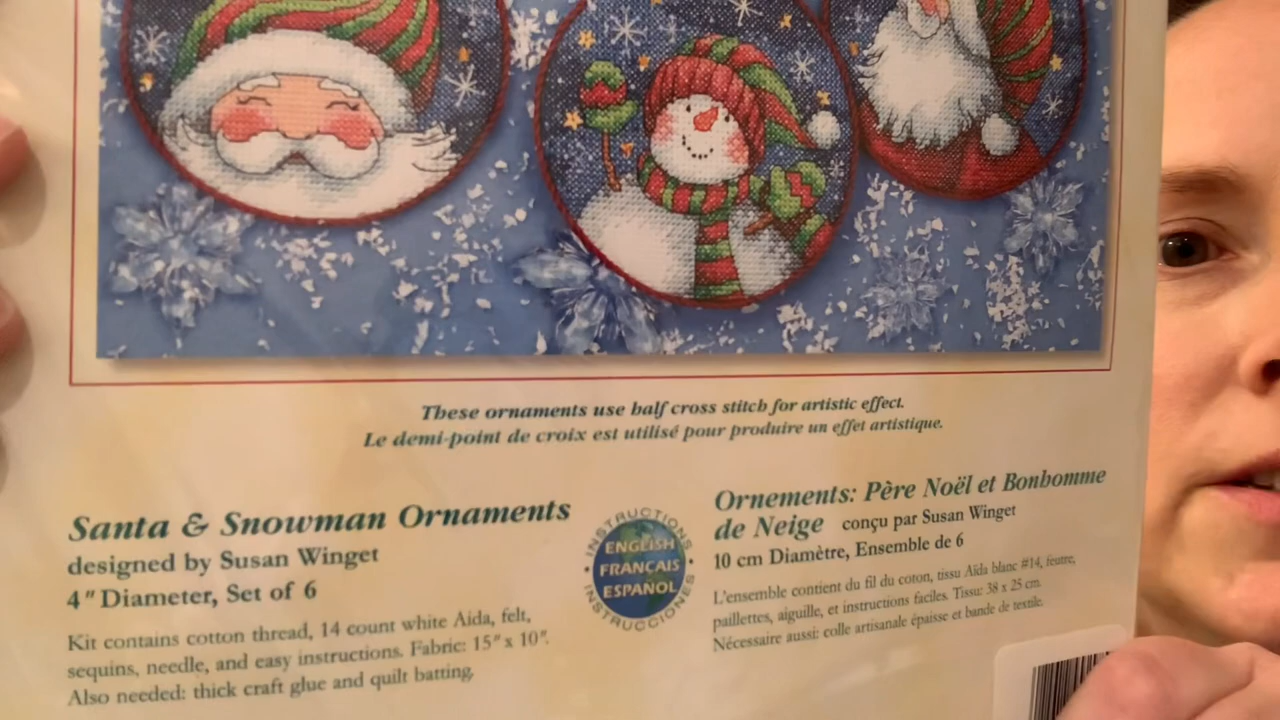 These ornaments use half cross stitch for artistic effect.
Le demi-point de croix est utilisé pour produire un effet artistique.
Santa & Snowman Ornaments
designed by Susan Winget
4" Diameter, Set of 6
Kit contains cotton thread, 14 count white Aida, felt,
sequins, needle, and easy instructions. Fabric: 15" x 10".
Also needed: thick craft glue and quilt batting.
INSTRUCTIONS
ENGLISH
FRANÇAIS
ESPAÑOL
INSTRUCCIONES
Ornements: Père Noël et Bonhomme
de Neige conçu par Susan Winget
10 cm Diamètre, Ensemble de 6
L'ensemble contient du fil du coton, tissu Aïda blanc #14, feutre,
paillettes, aiguille, et instructions faciles. Tissu: 38 x 25 cm.
Nécessaire aussi: colle artisanale épaisse et bande de textile.